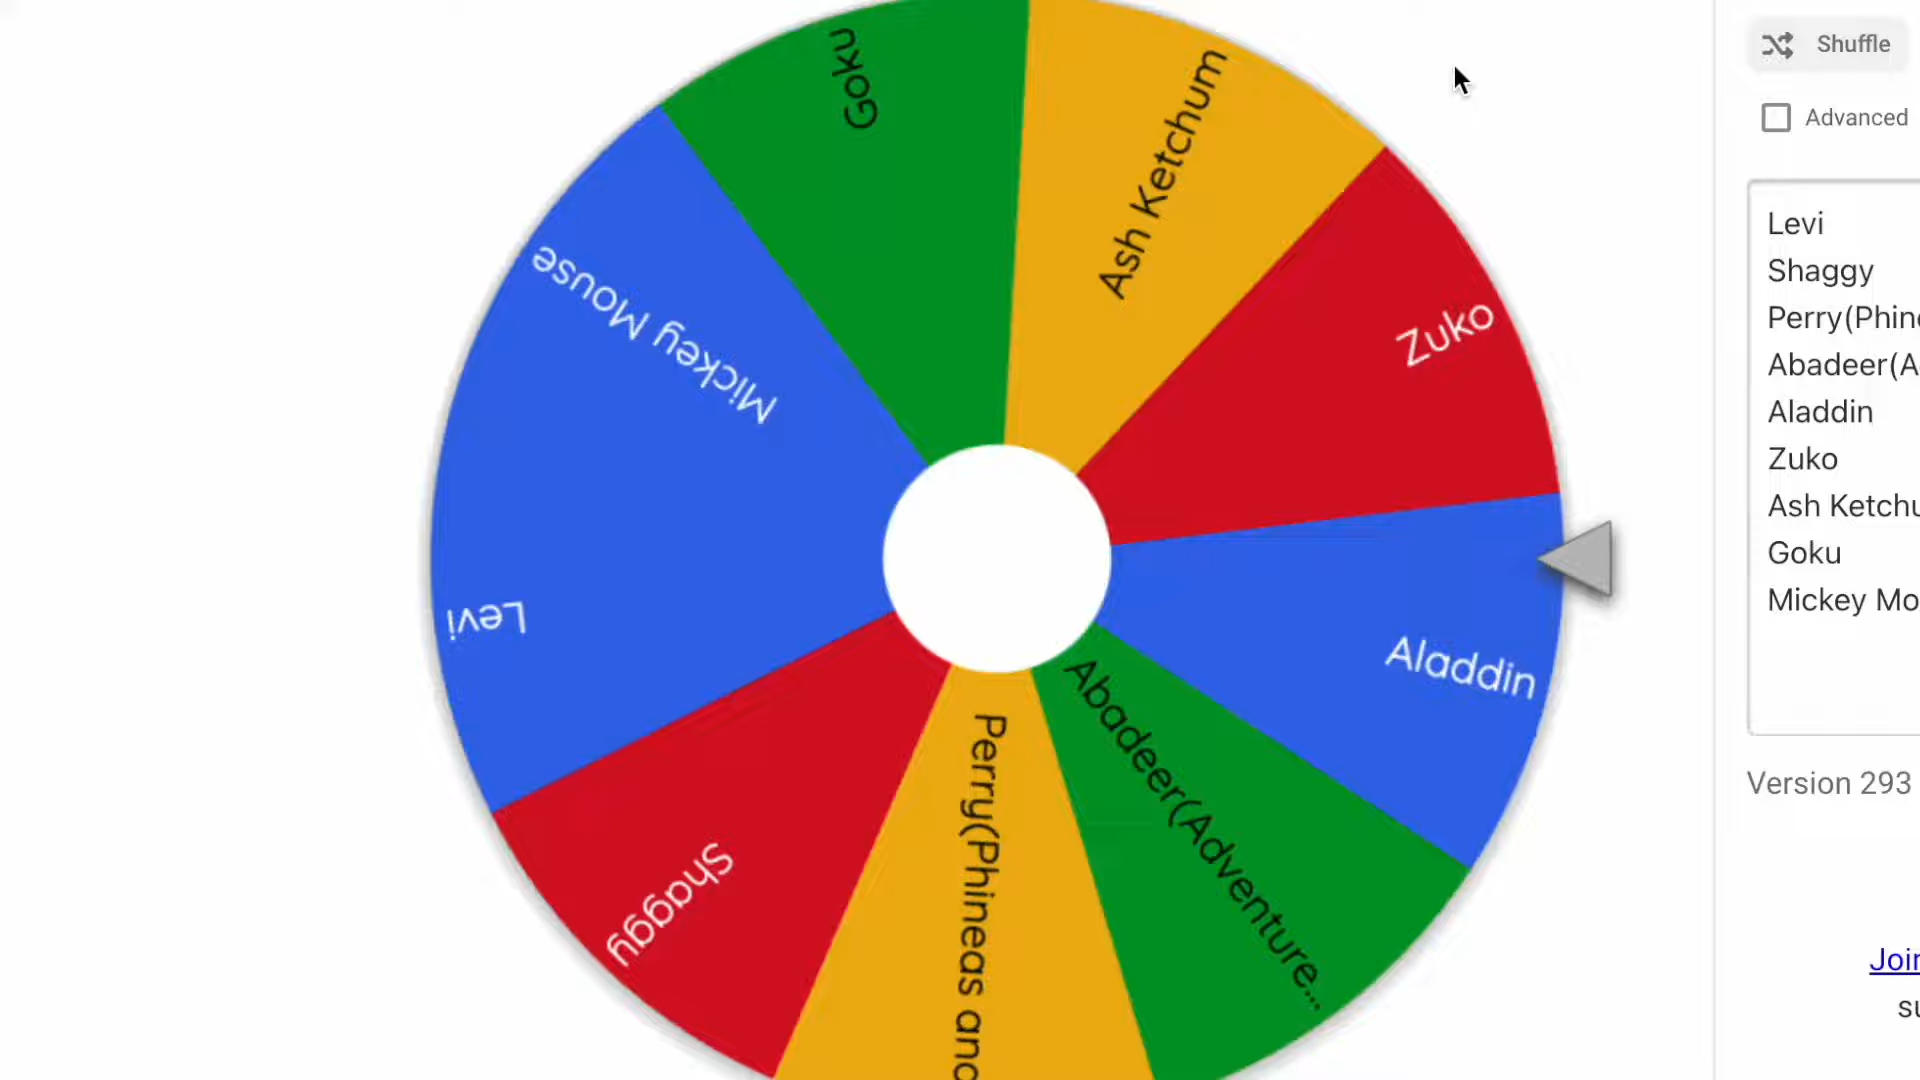 Goku
Ash Ketchum
Zuko
Mickey Mouse
Levi
Aladdin
Abadeer(Adventure...
Shaggy
Perry(Phineas and
Shuffle
Advanced
Levi
Shaggy
Perry(Phin
Abadeer(A
Aladdin
Zuko
Ash Ketchu
Goku
Mickey Mo
Version 293
Join
su